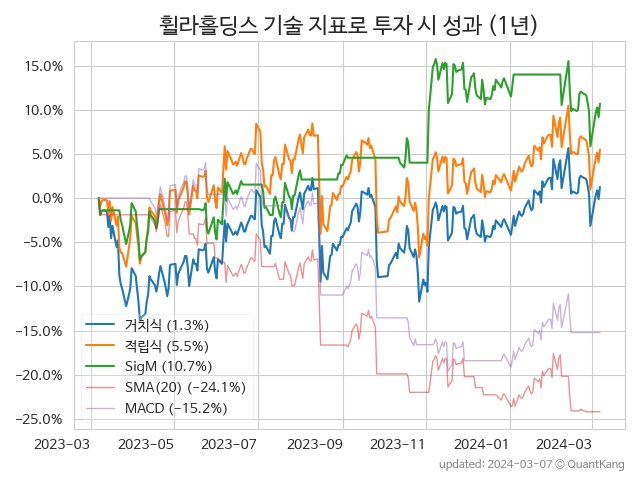 휠라홀딩스 기술 지표로 투자 시 성과 (1년)
15.0%
10.0%
5.0%
0.0%
−5.0%
−10.0%
−15.0%
−20.0%
−25.0%
거치식 (1.3%)
적립식 (5.5%)
SigM (10.7%)
SMA(20) (−24.1%)
MACD (−15.2%)
2023−03
2023−05
2023−07
2023−09
2023−11
2024−01
2024−03
updated: 2024−03−07 ⓒ QuantKang